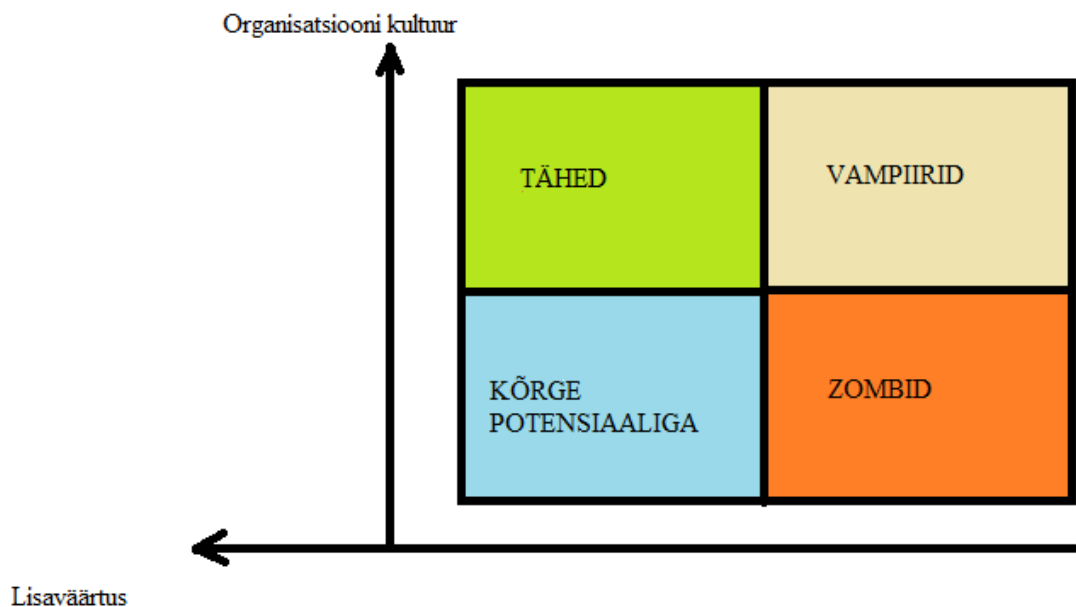 Organisatsiooni kultuur
TÄHED
VAMPIIRID
KÕRGE
POTENSIAALIGA
ZOMBID
Lisaväärtus